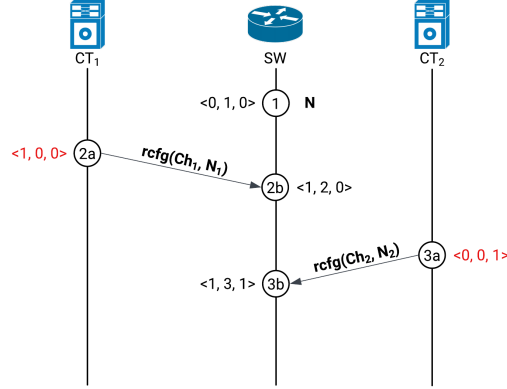 CT₁
SW
CT₂
<0, 1, 0> 1 N
<1, 0, 0> 2a
rcfg(Ch₁, N₁)
2b <1, 2, 0>
rcfg(Ch₂, N₂)
3a <0, 0, 1>
<1, 3, 1> 3b